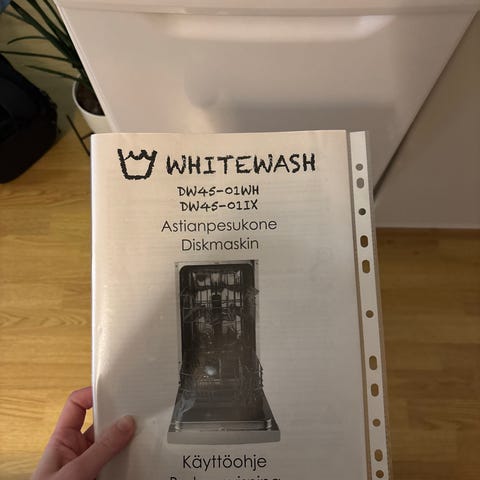 WHITEWASH
DW45-01WH
DW45-01IX
Astianpesukone
Diskmaskin
Käyttöohje